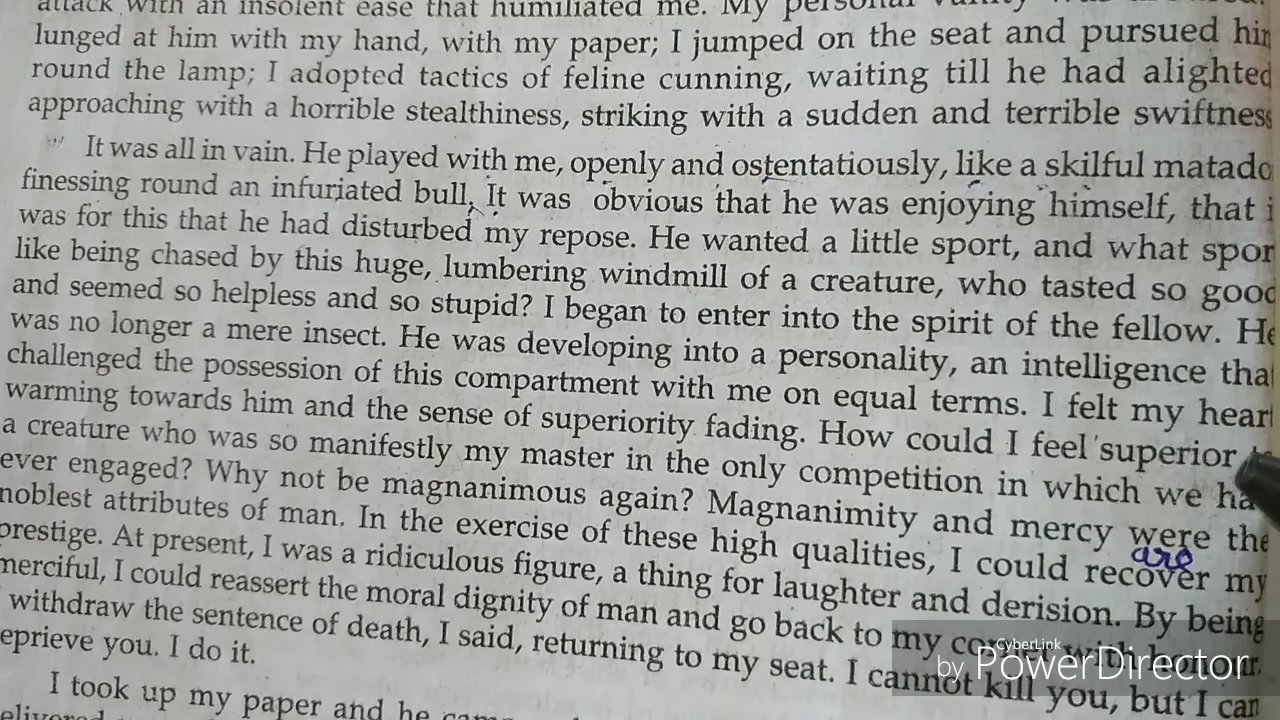 attack with an insolent ease that humiliated me. My personal vanity was
lunged at him with my hand, with my paper; I jumped on the seat and pursued him
round the lamp; I adopted tactics of feline cunning, waiting till he had alighted
approaching with a horrible stealthiness, striking with a sudden and terrible swiftness
It was all in vain. He played with me, openly and ostentatiously, like a skilful matado
finessing round an infuriated bull. It was obvious that he was enjoying himself, that i
was for this that he had disturbed my repose. He wanted a little sport, and what spor
like being chased by this huge, lumbering windmill of a creature, who tasted so good
and seemed so helpless and so stupid? I began to enter into the spirit of the fellow. He
was no longer a mere insect. He was developing into a personality, an intelligence that
challenged the possession of this compartment with me on equal terms. I felt my heart
warming towards him and the sense of superiority fading. How could I feel superior
a creature who was so manifestly my master in the only competition in which we ha
ever engaged? Why not be magnanimous again? Magnanimity and mercy were the
are
noblest attributes of man. In the exercise of these high qualities, I could recover my
prestige. At present, I was a ridiculous figure, a thing for laughter and derision. By being
merciful, I could reassert the moral dignity of man and go back to my corner with honour.
withdraw the sentence of death, I said, returning to my seat. I cannot kill you, but I can
eprieve you. I do it.
I took up my paper and he came
elivered
CyberLink
by PowerDirector